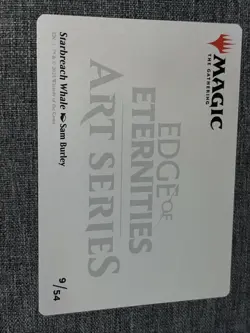 MAGIC
THE GATHERING
EDGE OF
ETERNITIES
ART SERIES
Starbreach Whale Sam Burley
9/54